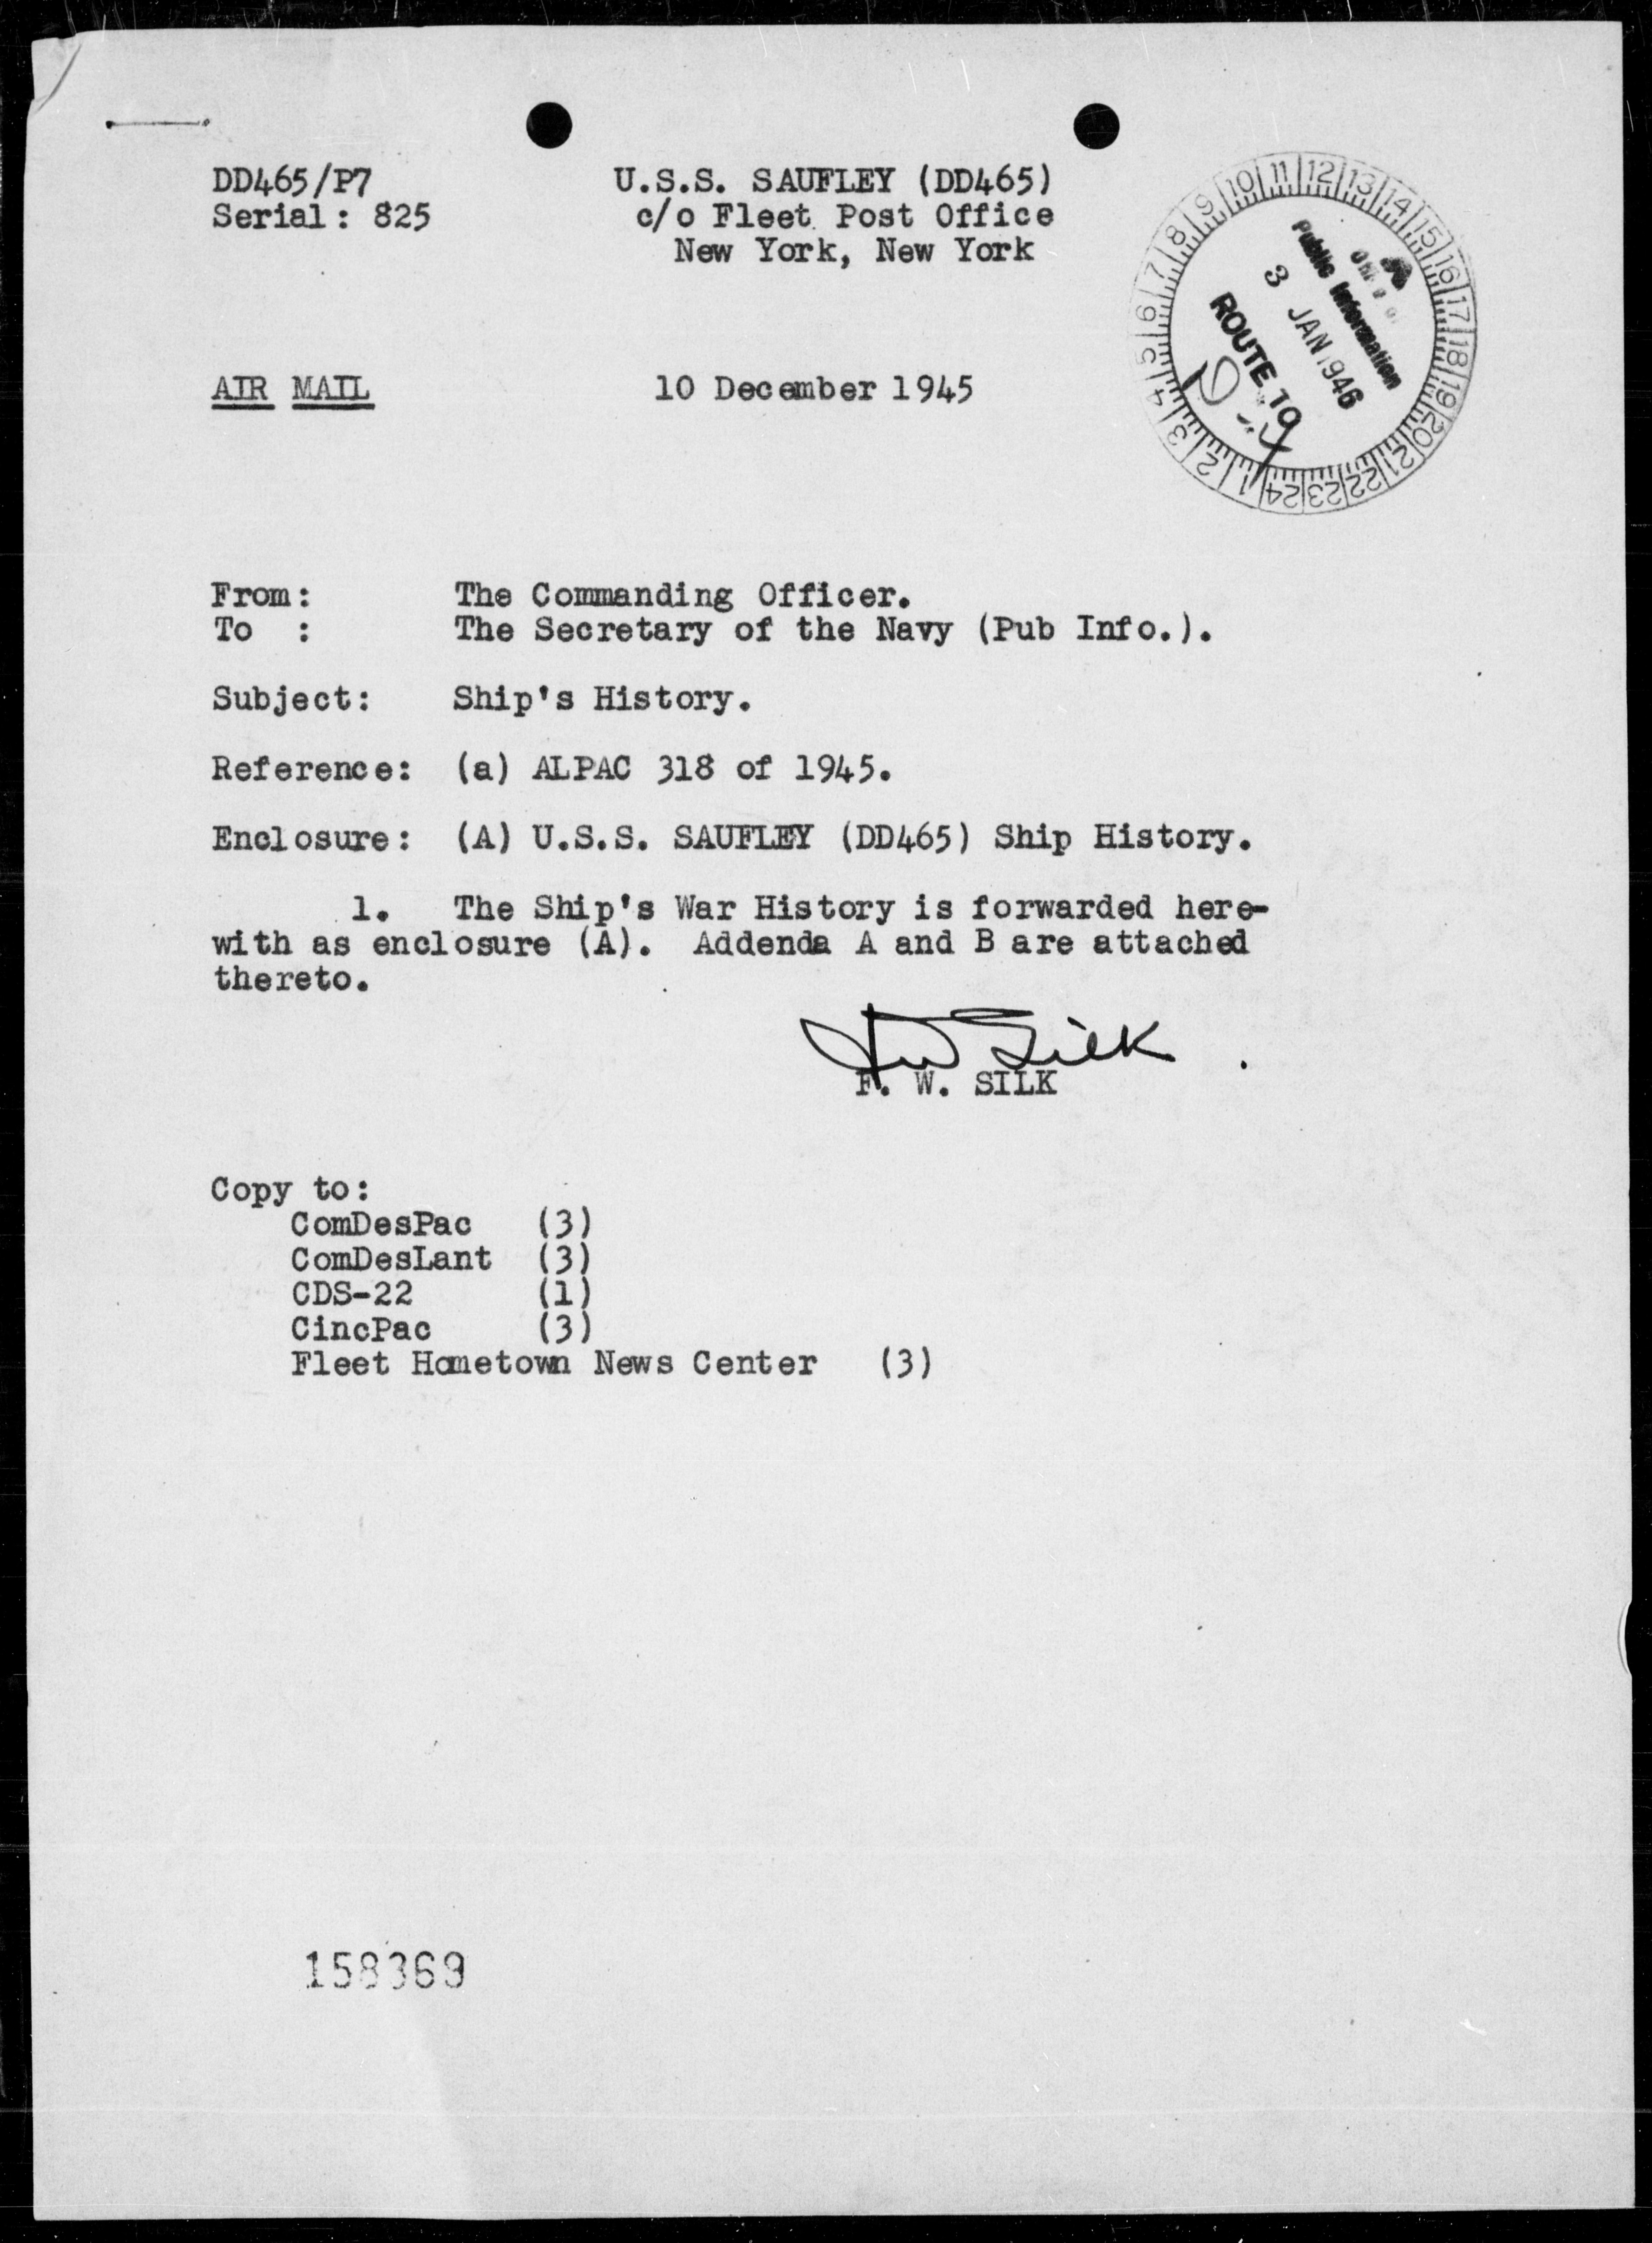 DD465/P7
Serial: 825
U.S.S. SAUFLEY (DD465)
c/o Fleet Post Office
New York, New York
9 10 11 12 13 14 15 16 17 18 19 20 21 22 23 24 1 2 3 4 5 6 7 8
Public Information
3 JAN 1946
ROUTE TO
AIR MAIL
10 December 1945
From: The Commanding Officer.
To : The Secretary of the Navy (Pub Info.).
Subject: Ship's History.
Reference: (a) ALPAC 318 of 1945.
Enclosure: (A) U.S.S. SAUFLEY (DD465) Ship History.
1. The Ship's War History is forwarded here-
with as enclosure (A). Addenda A and B are attached
thereto.
F W Silk
F. W. SILK
Copy to:
ComDesPac (3)
ComDesLant (3)
CDS-22 (1)
CincPac (3)
Fleet Hometown News Center (3)
158369